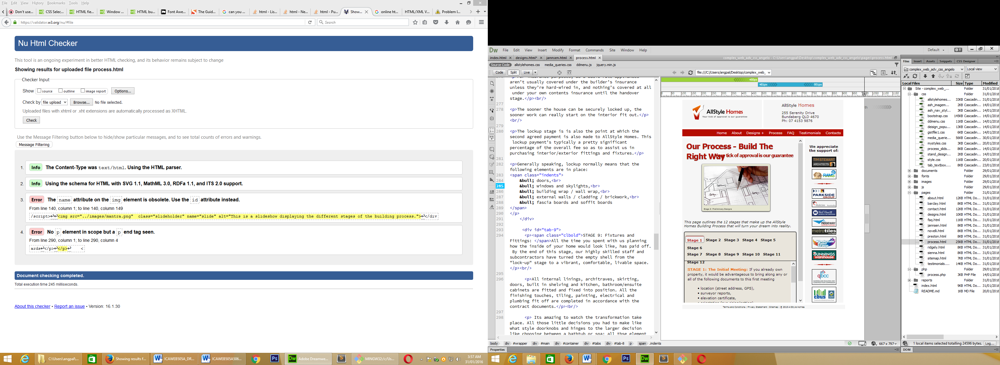 File Edit View History Bookmarks Tools Help
Don't use... CSS Selec... HTML fie... Window ... HTML bu... Font Awe... The Guid... can you ... html - Lis... html - Ne... html - Pu... Show... online ht... HTML/XML V... Problem l...
https://validator.w3.org/nu/#file Search
Nu Html Checker
This tool is an ongoing experiment in better HTML checking, and its behavior remains subject to change
Showing results for uploaded file process.html
Checker Input
Show source outline image report Options...
Check by file upload Browse... No file selected.
Uploaded files with xhtml or .xht extensions are automatically processed as XHTML.
Check
Use the Message Filtering button below to hide/show particular messages, and to see total counts of errors and warnings.
Message Filtering
1. Info The Content-Type was text/html. Using the HTML parser.
2. Info Using the schema for HTML with SVG 1.1, MathML 3.0, RDFa 1.1, and ITS 2.0 support.
3. Error The name attribute on the img element is obsolete. Use the id attribute instead.
From line 140, column 1; to line 140, column 149
/script>↩↩<img src="../images/mantra.png"  class="slideholder" name="slide" alt="This is a slideshow displaying the different stages of the building process.">↩</div
4. Error No p element in scope but a p end tag seen.
From line 290, column 1; to line 290, column 4
ards↩</p>↩</p>↩    <
Document checking completed.
Total execution time 245 milliseconds.
About this checker • Report an issue • Version: 16.1.30
C:\Users\angpal\... Showing results f... ICAWEB505A_DR... ICAWEB505A506... Adobe Dreamwe... MINGW32:/c/Us... 3:57 AM
31/01/2016
Dw File Edit View Insert Modify Format Commands Site Window Help Default
index.html designs.html* jannsen.html process.html complex_web_adv_css_angelo - C:\Users\angpal\Desktop\complex_web_adv_css_angelo\pages\process.html
Source Code allstylehomes.css media_queries.css ddmenu.js jquery.min.js
Code Split Live file:///C|/Users/angpal/Desktop/complex_web_
aren't usually covered under the builder's insurance
unless they're hard-wired in, and nothing's covered at all
under your own contents insurance until the handover
stage.</p><br/>
277
278 <p>The sooner the house can be securely locked up, the
sooner work can really start on the interior fit out.</p>
<br/>
279
280 <p>The lockup stage is is also the point at which the
second agreed payment is also made to AllStyle Homes. This
lockup payment's typically a pretty significant
percentage of the overall fee so as to assist us in
purchasing interior/exterior fittings and fixtures.</p>
281
282 <p>Generally speaking, lockup normally means that the
following elements are in place:
283 <span class="indents">
284 &bull; doors,<br>
285 &bull; windows and skylights,<br>
286 &bull; building wrap / wall wrap,<br>
287 &bull; external walls / cladding / brickwork,<br>
288 &bull; fascia boards and soffit boards
289 </span>
290 </p>
291 </div>
292
293 <div id="tab-9">
294 <p><span class="clbold">STAGE 9: Fixtures and
Fittings: </span>All the time you spent with us planning
how the inside of your home would look like, has paid off.
By the end of this stage, our highly skilled staff and
subcontractors have turned the empty shell from the
"lock-up" stage to a vibrant, comfortable, livable space.
</p><br/>
295
296 <p>All internal linings, architraves, skirting,
doors, built in shelving and kitchen, bathroom/ensuite
cabinets are fitted and fixed into position. All the
finishing touches, tiling, painting, electrical and
plumbing fit off are completed in accordance with the
contract documents.</p><br/>
297
298 <p> Its amazing to watch the transformation take
place. All those little decisions you had to make like
what style doorknobs and hinges to the larger decision
like choosing between a bathtub or spa; all thse element
body div #wrapper div #main div #container div #tabs div #tab-8 p span .indents 667 x 797
Properties
480px
481px 801px
0 50 100 150 200 250 300 350 400 450 500 550 600 650 700 750 800 850 900 950 1000 1050 1100 1150
AllStyle Homes
Your tick of approval is our guarantee
AllStyle Homes
255 Serenity Drive
Bundaberg QLD 4670
Ph: 07 4153 9876
Home About Designs + Process FAQ Testimonials Contacts
Our Process - Build The
Right Way
Your tick of approval is our guarantee
Stage 2: Preliminary Designs
This page outlines the 12 stages that make up the AllStyle
Homes Building Process that will turn your dream into reality.
Stage 1 Stage 2 Stage 3 Stage 4 Stage 5
Stage 6
Stage 7 Stage 8 Stage 9 Stage 10 Stage 11
Stage 12
STAGE 1: The Initial Meeting: If you already own
property, it would be advantageous to bring along any or
all of the following documents to this first meeting
• location (street address, GPS),
• surveyor reports,
• elevation certificate,
We appreciate
the support of:
TIM STEWART
ARCHITECTS
RAMS
PARKSIDE
GROUP
Holcim Australia
Neil Hewitt
RIDGEWAY
metrotiles
Wholesale
Paint
Group
BUNNINGS
warehouse
qbcc
cbus
Terms and Conditions | Privacy Statement | Sitemap | © 2015 AllStyle Homes
Files Insert Assets Snippets CSS Designer
complex_web_adv_css_angelo Local view
Local Files Size Type Modified
Site - complex_web_... Folder 31/01/2016
css Folder 31/01/2016
allstylehomes... 33KB Cascadin... 31/01/2016
ash_imagem... 2KB Cascadin... 14/01/2016
ash_nav_styl... 3KB Cascadin... 14/01/2016
bootstrap.css 145KB Cascadin... 14/01/2016
ddmenu.css 11KB Cascadin... 14/01/2016
deisign_popu... 13KB Cascadin... 14/01/2016
gistfile1.css 6KB Cascadin... 14/01/2016
media_querie... 56KB Cascadin... 30/01/2016
mystyles.css 3KB Cascadin... 20/01/2016
process_slids... 8KB Cascadin... 14/01/2016
stand_design... 2KB Cascadin... 14/01/2016
style.css 11KB Cascadin... 20/01/2016
tab_textbox.... 8KB Cascadin... 23/01/2016
documents Folder 29/01/2016
fonts Folder 29/01/2016
images Folder 29/01/2016
js Folder 29/01/2016
pages Folder 31/01/2016
about.html 12KB HTML Do... 31/01/2016
barclay.html 8KB HTML Do... 31/01/2016
contact.html 12KB HTML Do... 31/01/2016
designs.html 10KB HTML Do... 31/01/2016
faq.html 11KB HTML Do... 31/01/2016
jannsen.html 8KB HTML Do... 31/01/2016
novelli.html 8KB HTML Do... 31/01/2016
preston.html 8KB HTML Do... 31/01/2016
process.html 25KB HTML Do... 31/01/2016
ridgely.html 8KB HTML Do... 31/01/2016
sienna.html 8KB HTML Do... 31/01/2016
sitemap.html 7KB HTML Do... 31/01/2016
testimonials.... 14KB HTML Do... 31/01/2016
php Folder 29/01/2016
process.php 3KB PHP File 14/01/2016
reports Folder 31/01/2016
index.html 9KB HTML Do... 31/01/2016
README.md 1KB MD File 20/01/2016
1 local items selected totalling 24596 bytes. Log...
DOM